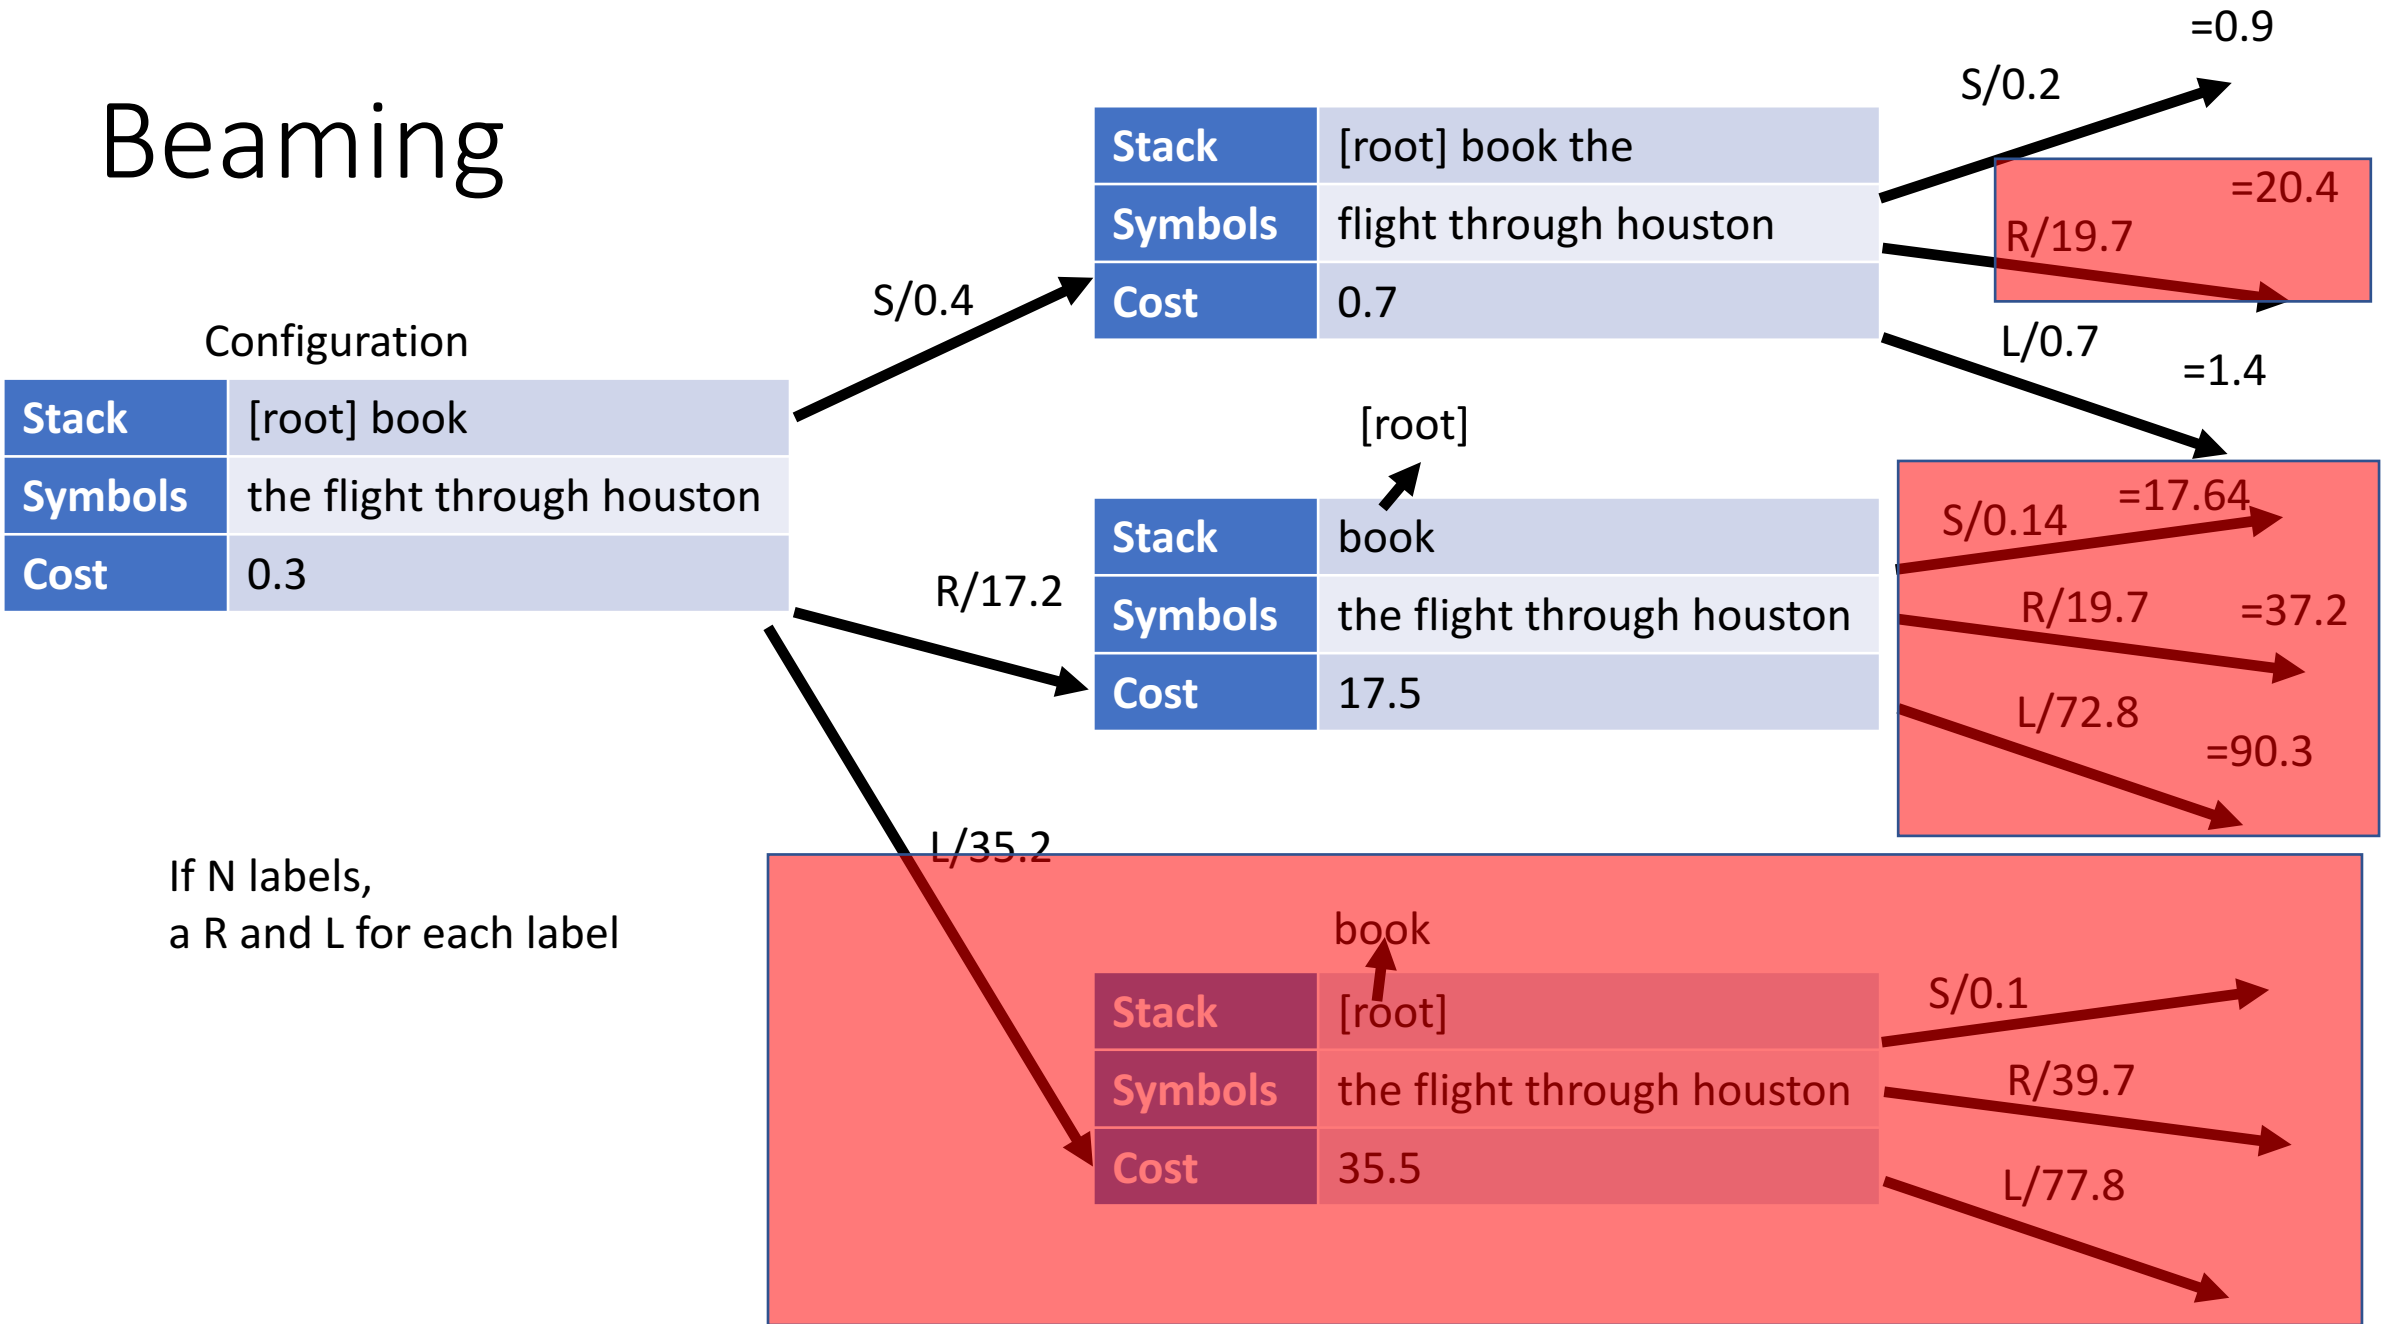 Beaming
Configuration
Stack [root] book
Symbols the flight through houston
Cost 0.3
If N labels,
a R and L for each label
S/0.4
R/17.2
L/35.2
Stack [root] book the
Symbols flight through houston
Cost 0.7
S/0.2
=0.9
R/19.7
=20.4
L/0.7
=1.4
[root]
Stack book
Symbols the flight through houston
Cost 17.5
S/0.14
=17.64
R/19.7
=37.2
L/72.8
=90.3
book
Stack [root]
Symbols the flight through houston
Cost 35.5
S/0.1
R/39.7
L/77.8